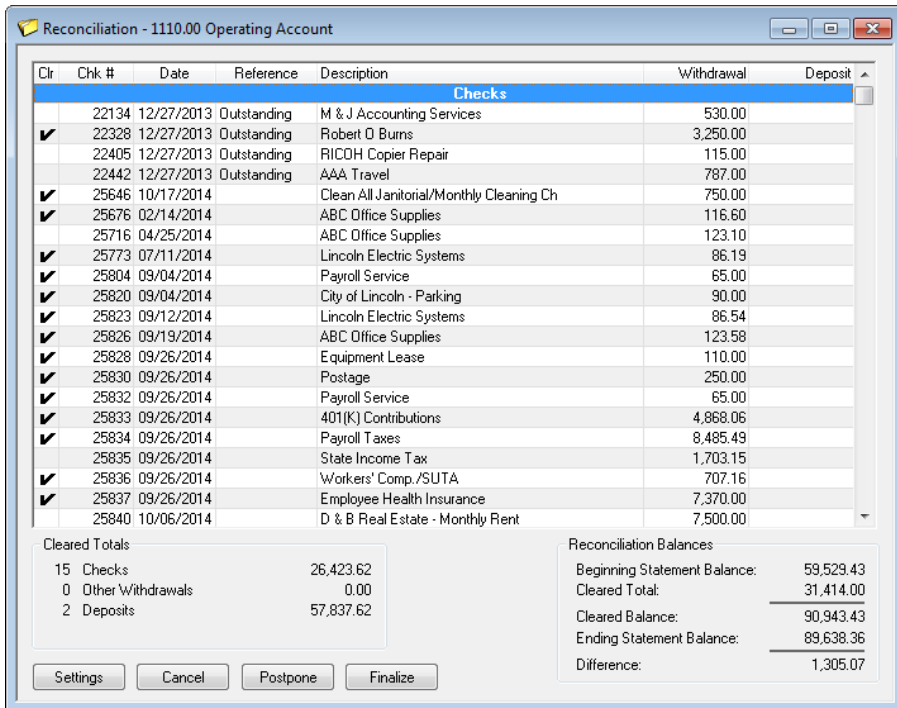 Reconciliation - 1110.00 Operating Account
Clr Chk # Date Reference Description Withdrawal Deposit
Checks
22134 12/27/2013 Outstanding M & J Accounting Services 530.00
✔ 22328 12/27/2013 Outstanding Robert O Burns 3,250.00
22405 12/27/2013 Outstanding RICOH Copier Repair 115.00
22442 12/27/2013 Outstanding AAA Travel 787.00
✔ 25646 10/17/2014 Clean All Janitorial/Monthly Cleaning Ch 750.00
✔ 25676 02/14/2014 ABC Office Supplies 116.60
25716 04/25/2014 ABC Office Supplies 123.10
✔ 25773 07/11/2014 Lincoln Electric Systems 86.19
✔ 25804 09/04/2014 Payroll Service 65.00
✔ 25820 09/04/2014 City of Lincoln - Parking 90.00
✔ 25823 09/12/2014 Lincoln Electric Systems 86.54
✔ 25826 09/19/2014 ABC Office Supplies 123.58
✔ 25828 09/26/2014 Equipment Lease 110.00
✔ 25830 09/26/2014 Postage 250.00
✔ 25832 09/26/2014 Payroll Service 65.00
✔ 25833 09/26/2014 401(K) Contributions 4,868.06
✔ 25834 09/26/2014 Payroll Taxes 8,485.49
25835 09/26/2014 State Income Tax 1,703.15
✔ 25836 09/26/2014 Workers' Comp./SUTA 707.16
✔ 25837 09/26/2014 Employee Health Insurance 7,370.00
25840 10/06/2014 D & B Real Estate - Monthly Rent 7,500.00
Cleared Totals
15 Checks 26,423.62
0 Other Withdrawals 0.00
2 Deposits 57,837.62
Reconciliation Balances
Beginning Statement Balance: 59,529.43
Cleared Total: 31,414.00
Cleared Balance: 90,943.43
Ending Statement Balance: 89,638.36
Difference: 1,305.07
Settings Cancel Postpone Finalize